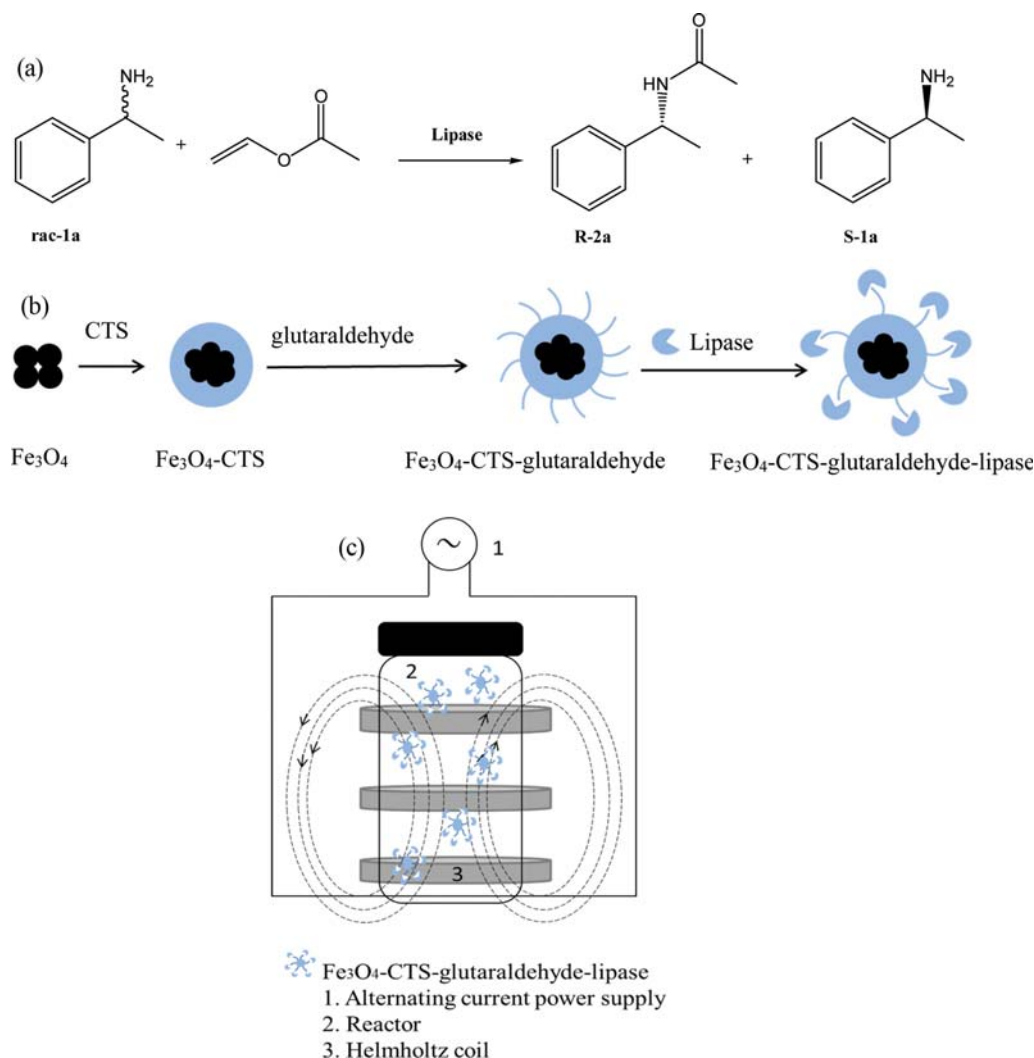 (a)
NH₂
O
O
+
Lipase
HN
O
+
NH₂
rac-1a
R-2a
S-1a
(b)
CTS
glutaraldehyde
Lipase
Fe₃O₄
Fe₃O₄-CTS
Fe₃O₄-CTS-glutaraldehyde
Fe₃O₄-CTS-glutaraldehyde-lipase
(c)
~
1
2
3
Fe₃O₄-CTS-glutaraldehyde-lipase
1. Alternating current power supply
2. Reactor
3. Helmholtz coil